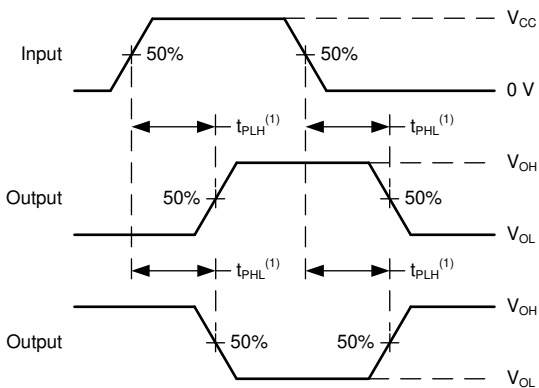 V_CC
Input
50%
50%
0 V
t_PLH^(1)
t_PHL^(1)
V_OH
Output
50%
50%
V_OL
t_PHL^(1)
t_PLH^(1)
V_OH
Output
50%
50%
V_OL